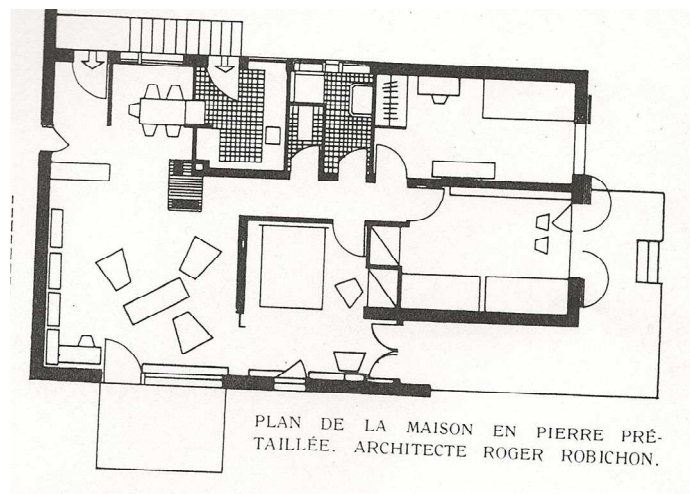 PLAN DE LA MAISON EN PIERRE PRÉ-
TAILLÉE. ARCHITECTE ROGER ROBICHON.